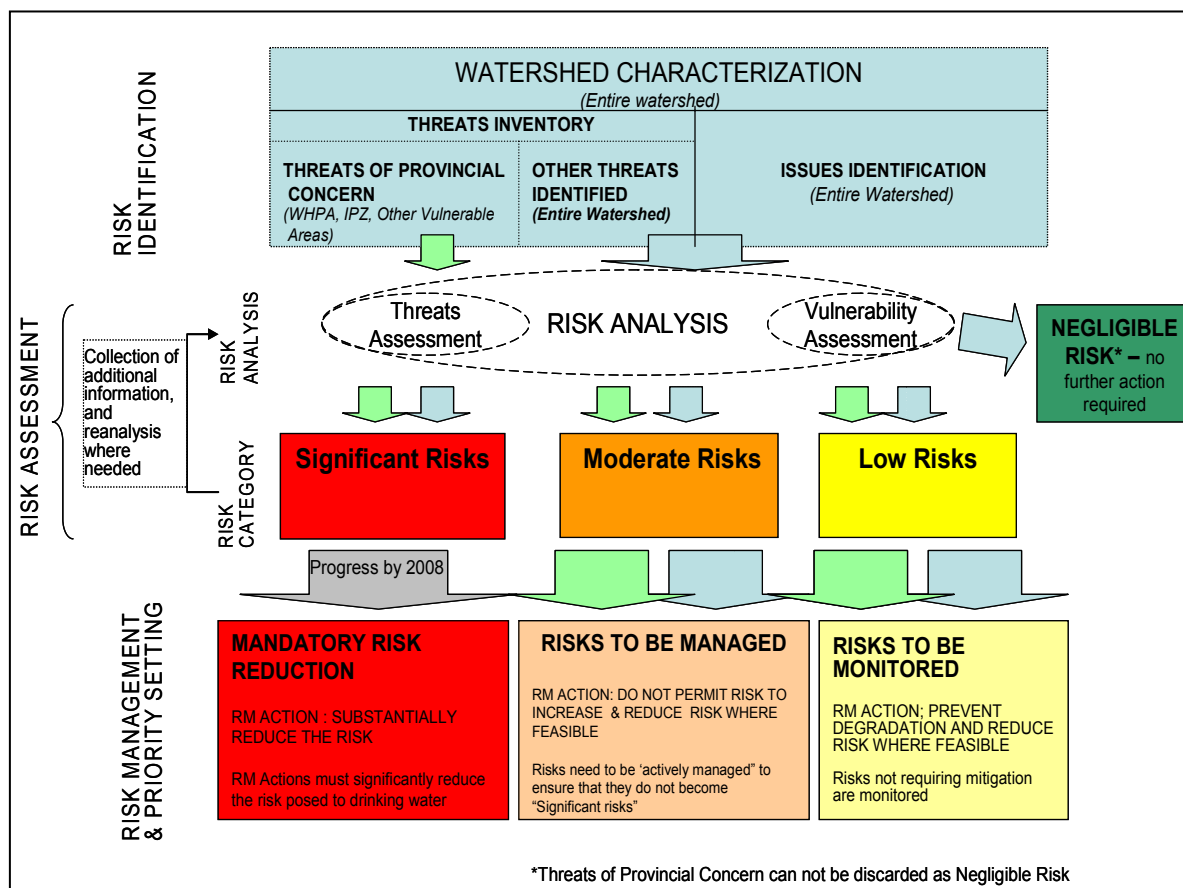 WATERSHED CHARACTERIZATION
(Entire watershed)
THREATS INVENTORY
THREATS OF PROVINCIAL
CONCERN
(WHPA, IPZ, Other Vulnerable
Areas)
OTHER THREATS
IDENTIFIED
(Entire Watershed)
ISSUES IDENTIFICATION
(Entire Watershed)
RISK
IDENTIFICATION
RISK ASSESSMENT
Collection of
additional
information,
and
reanalysis
where
needed
RISK
ANALYSIS
Threats
Assessment
RISK ANALYSIS
Vulnerability
Assessment
NEGLIGIBLE
RISK* – no
further action
required
RISK
CATEGORY
Significant Risks
Moderate Risks
Low Risks
Progress by 2008
RISK MANAGEMENT
& PRIORITY SETTING
MANDATORY RISK
REDUCTION
RM ACTION : SUBSTANTIALLY
REDUCE THE RISK
RM Actions must significantly reduce
the risk posed to drinking water
RISKS TO BE MANAGED
RM ACTION: DO NOT PERMIT RISK TO
INCREASE & REDUCE RISK WHERE
FEASIBLE
Risks need to be ‘actively managed” to
ensure that they do not become
“Significant risks”
RISKS TO BE
MONITORED
RM ACTION; PREVENT
DEGRADATION AND REDUCE
RISK WHERE FEASIBLE
Risks not requiring mitigation
are monitored
*Threats of Provincial Concern can not be discarded as Negligible Risk